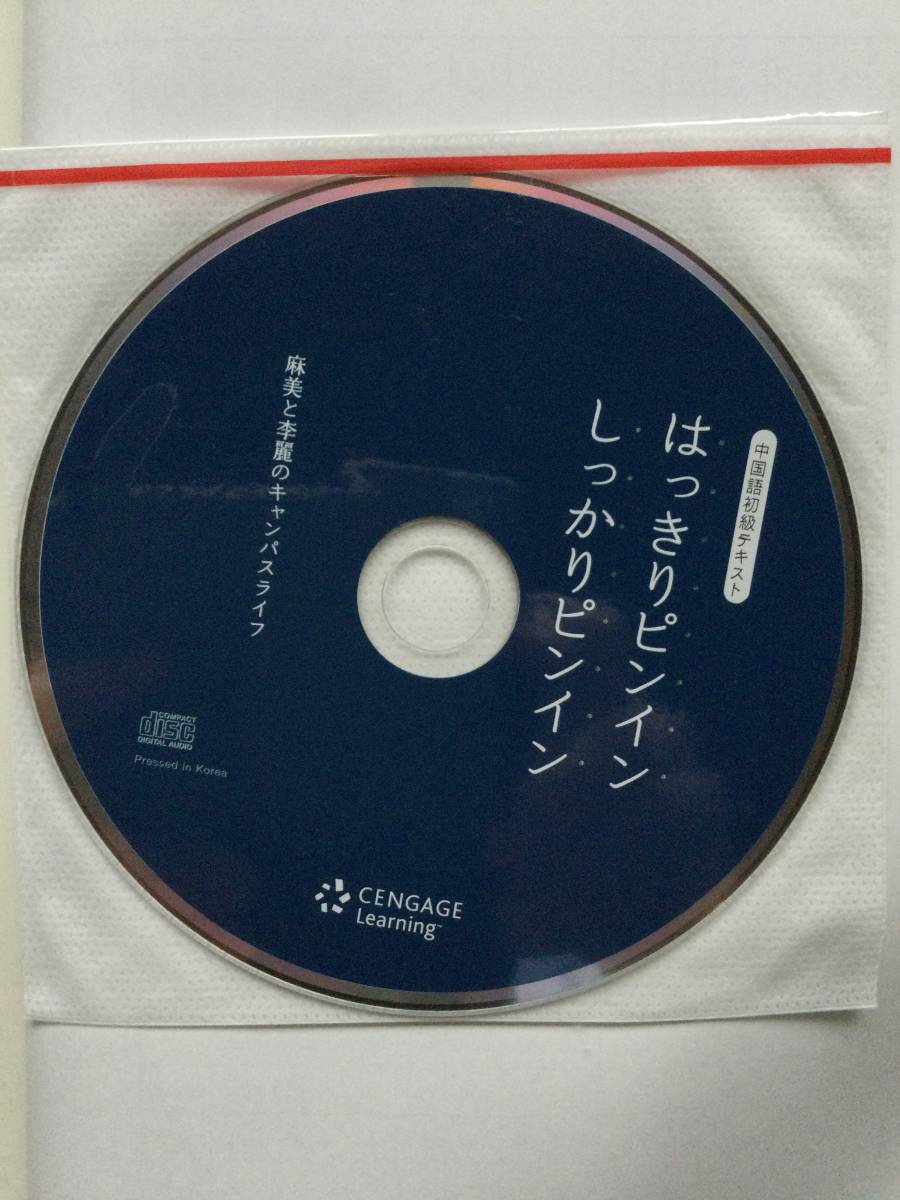 中国語初級テキスト
はっきりピンイン
しっかりピンイン
麻美と李麗のキャンパスライフ
COMPACT
disc
DIGITAL AUDIO
Pressed in Korea
CENGAGE
Learning™